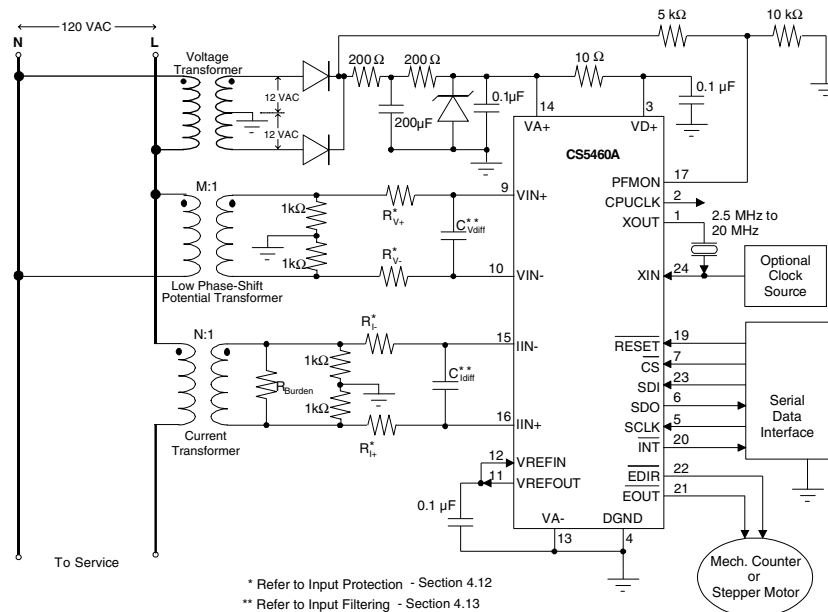 120 VAC
N
L
5 kΩ
10 kΩ
Voltage
Transformer
200Ω
200Ω
10 Ω
12 VAC
12 VAC
200µF
0.1µF
0.1 µF
14
3
VA+
VD+
CS5460A
PFMON
17
CPUCLK
2
XOUT
1
2.5 MHz to
20 MHz
XIN
24
Optional
Clock
Source
M:1
1kΩ
1kΩ
R*V+
R*V-
C**Vdiff
9
VIN+
10
VIN-
Low Phase-Shift
Potential Transformer
N:1
RBurden
1kΩ
1kΩ
R*I-
R*I+
C**Idiff
15
IIN-
16
IIN+
Current
Transformer
RESET
19
CS
7
SDI
23
SDO
6
SCLK
5
INT
20
Serial
Data
Interface
EDIR
22
EOUT
21
12
VREFIN
11
VREFOUT
0.1 µF
VA-
DGND
13
4
Mech. Counter
or
Stepper Motor
To Service
* Refer to Input Protection - Section 4.12
** Refer to Input Filtering - Section 4.13